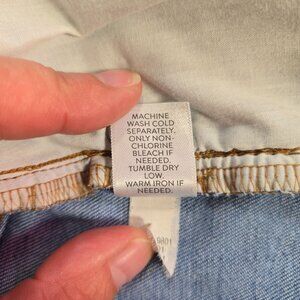 MACHINE
WASH COLD
SEPARATELY.
ONLY NON-
CHLORINE
BLEACH IF
NEEDED.
TUMBLE DRY
LOW.
WARM IRON IF
NEEDED.